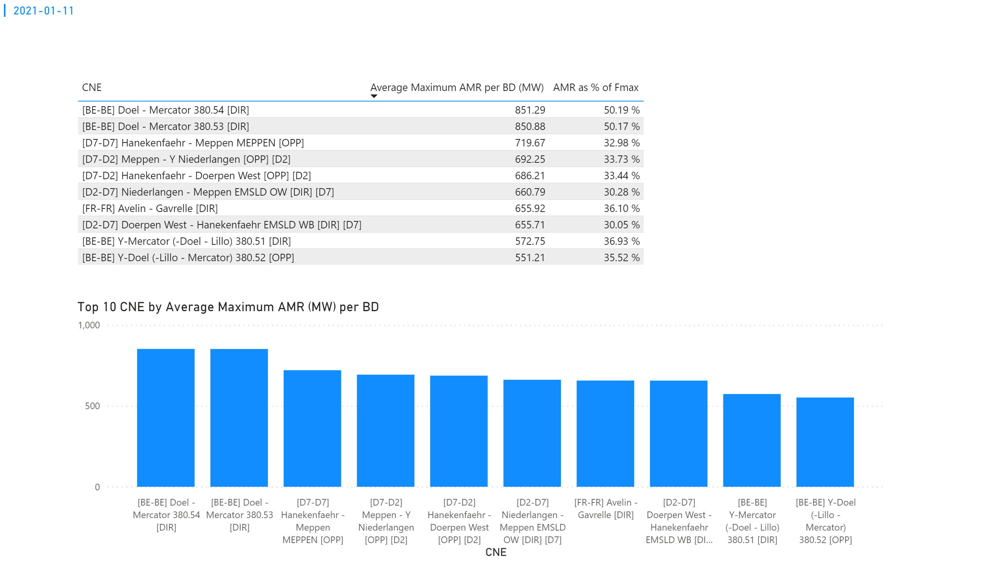 2021-01-11
CNE Average Maximum AMR per BD (MW) AMR as % of Fmax
[BE-BE] Doel - Mercator 380.54 [DIR] 851.29 50.19 %
[BE-BE] Doel - Mercator 380.53 [DIR] 850.88 50.17 %
[D7-D7] Hanekenfaehr - Meppen MEPPEN [OPP] 719.67 32.98 %
[D7-D2] Meppen - Y Niederlangen [OPP] [D2] 692.25 33.73 %
[D7-D2] Hanekenfaehr - Doerpen West [OPP] [D2] 686.21 33.44 %
[D2-D7] Niederlangen - Meppen EMSLD OW [DIR] [D7] 660.79 30.28 %
[FR-FR] Avelin - Gavrelle [DIR] 655.92 36.10 %
[D2-D7] Doerpen West - Hanekenfaehr EMSLD WB [DIR] [D7] 655.71 30.05 %
[BE-BE] Y-Mercator (-Doel - Lillo) 380.51 [DIR] 572.75 36.93 %
[BE-BE] Y-Doel (-Lillo - Mercator) 380.52 [OPP] 551.21 35.52 %
Top 10 CNE by Average Maximum AMR (MW) per BD
1,000
500
0
[BE-BE] Doel -
Mercator 380.54
[DIR]
[BE-BE] Doel -
Mercator 380.53
[DIR]
[D7-D7]
Hanekenfaehr -
Meppen
MEPPEN [OPP]
[D7-D2]
Meppen - Y
Niederlangen
[OPP] [D2]
[D7-D2]
Hanekenfaehr -
Doerpen West
[OPP] [D2]
[D2-D7]
Niederlangen -
Meppen EMSLD
OW [DIR] [D7]
[FR-FR] Avelin -
Gavrelle [DIR]
[D2-D7]
Doerpen West -
Hanekenfaehr
EMSLD WB [DI...
[BE-BE]
Y-Mercator
(-Doel - Lillo)
380.51 [DIR]
[BE-BE] Y-Doel
(-Lillo -
Mercator)
380.52 [OPP]
CNE